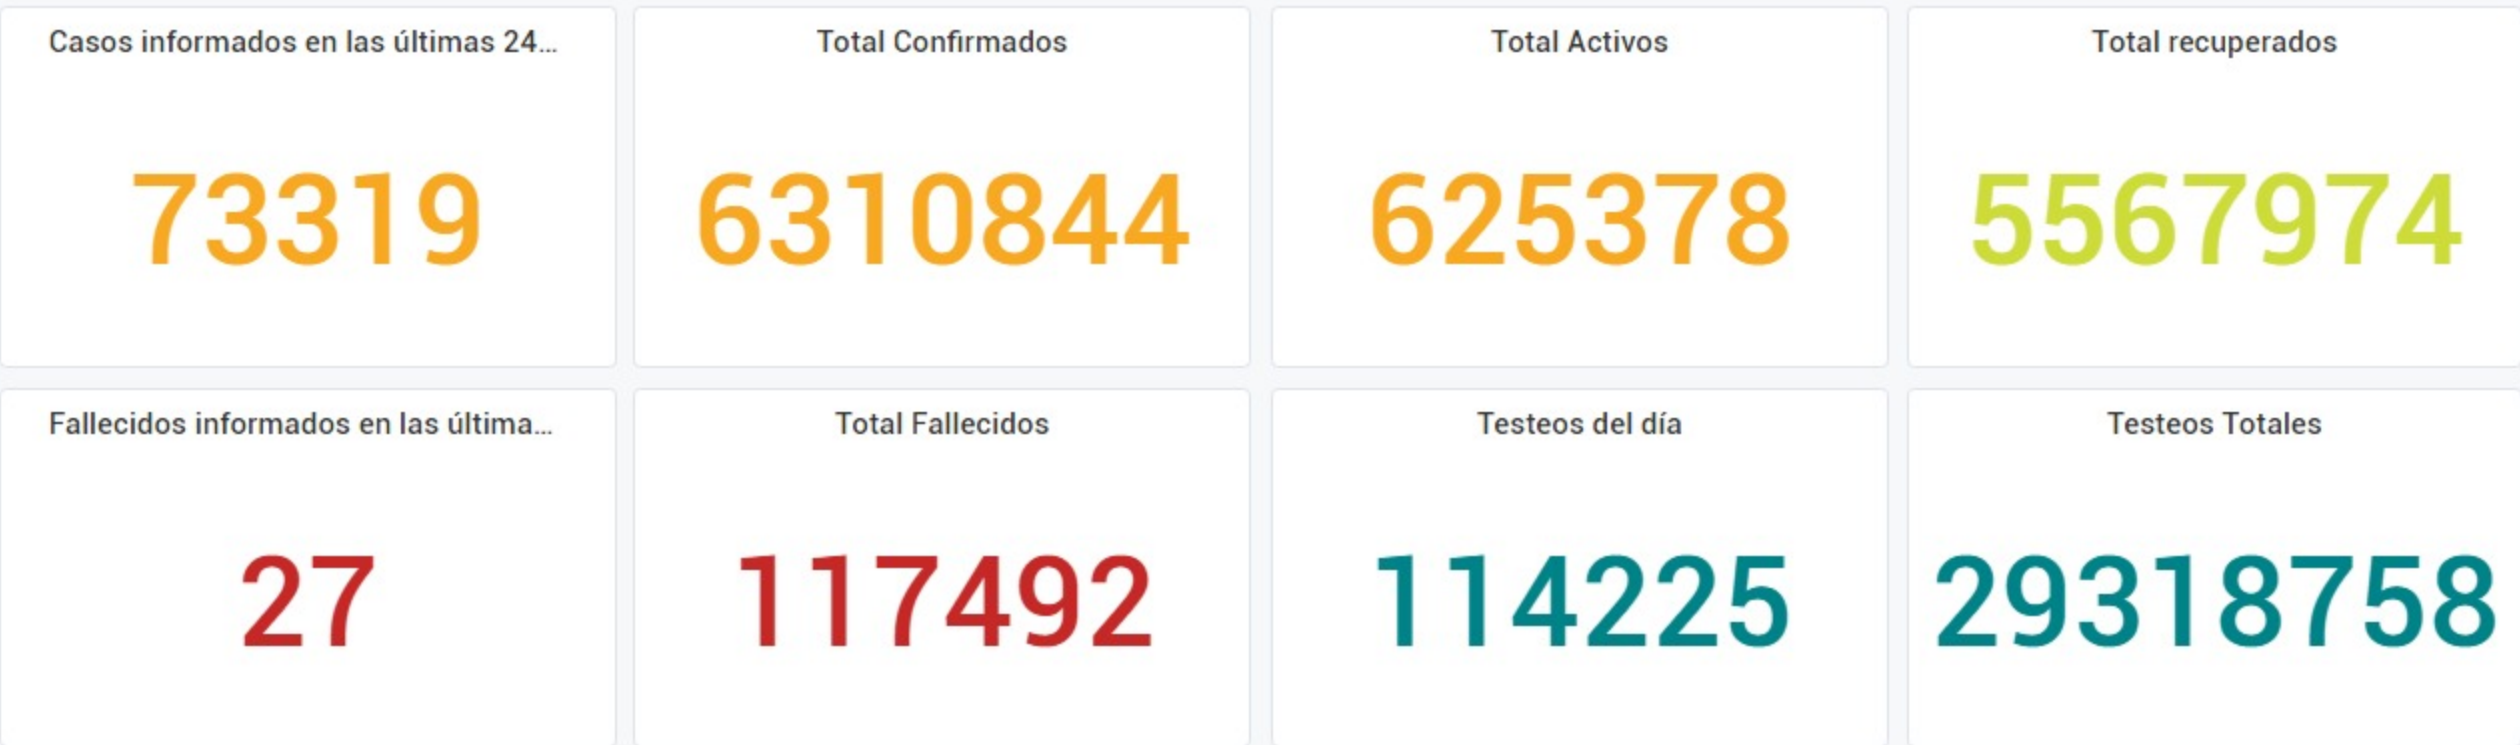 Casos informados en las últimas 24...
Total Confirmados
Total Activos
Total recuperados
73319
6310844
625378
5567974
Fallecidos informados en las última...
Total Fallecidos
Testeos del día
Testeos Totales
27
117492
114225
29318758